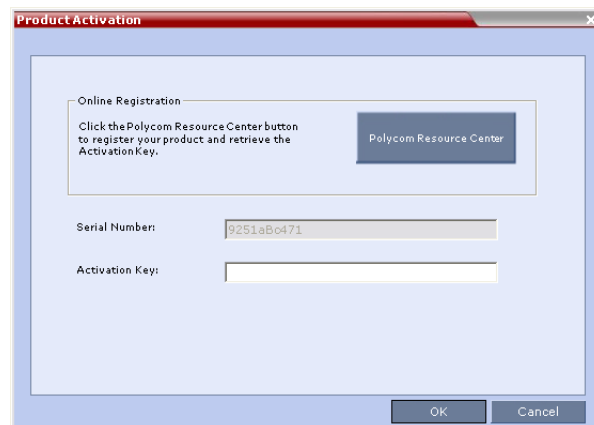 Product Activation
Online Registration
Click the Polycom Resource Center button
to register your product and retrieve the
Activation Key.
Polycom Resource Center
Serial Number:
9251aBc471
Activation Key:
OK
Cancel